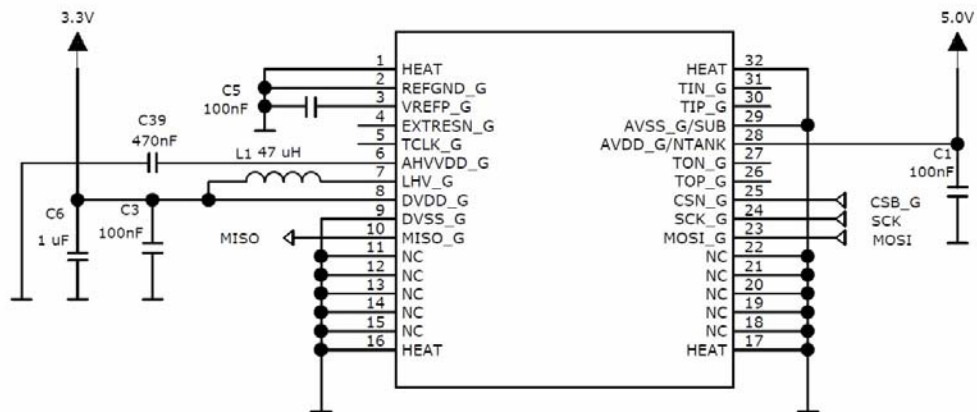 3.3V
5.0V
1 HEAT HEAT 32
2 REFGND_G TIN_G 31
C5
100nF
3 VREFP_G TIP_G 30
4 EXTRESN_G AVSS_G/SUB 29
C39
470nF
5 TCLK_G AVDD_G/NTANK 28
L1 47 uH
6 AHVVDD_G TON_G 27
C1
100nF
7 LHV_G TOP_G 26
8 DVDD_G CSN_G 25 CSB_G
C6
1 uF
C3
100nF
9 DVSS_G SCK_G 24 SCK
MISO 10 MISO_G MOSI_G 23 MOSI
11 NC NC 22
12 NC NC 21
13 NC NC 20
14 NC NC 19
15 NC NC 18
16 HEAT HEAT 17